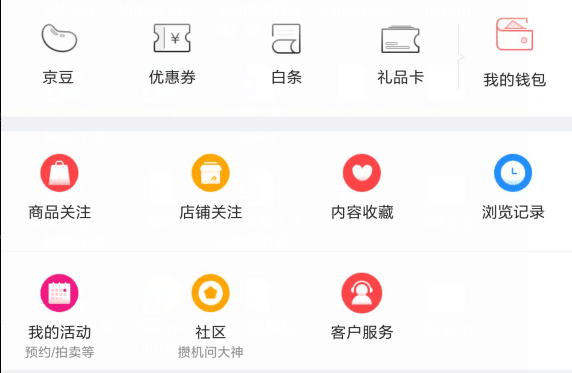 ¥
京豆 优惠券 白条 礼品卡 我的钱包
商品关注 店铺关注 内容收藏 浏览记录
我的活动 社区 客户服务
预约/拍卖等 攒机问大神